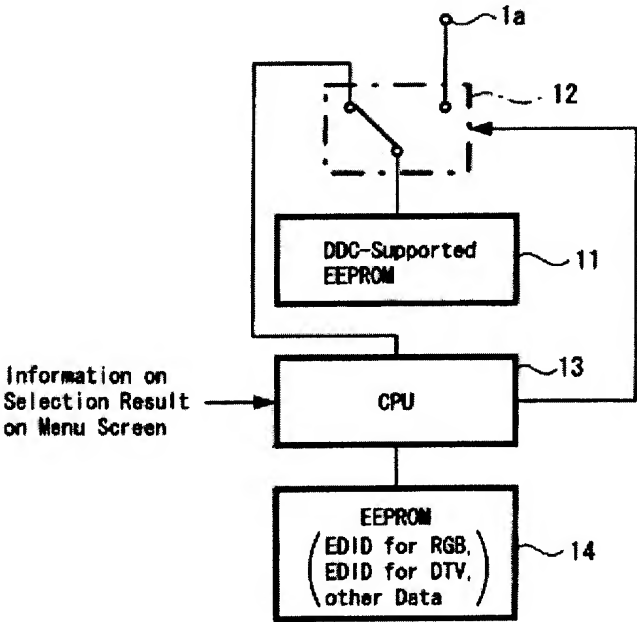 1a
12
DDC-Supported
EEPROM
11
Information on
Selection Result
on Menu Screen
CPU
13
EEPROM
EDID for RGB,
EDID for DTV,
other Data
14